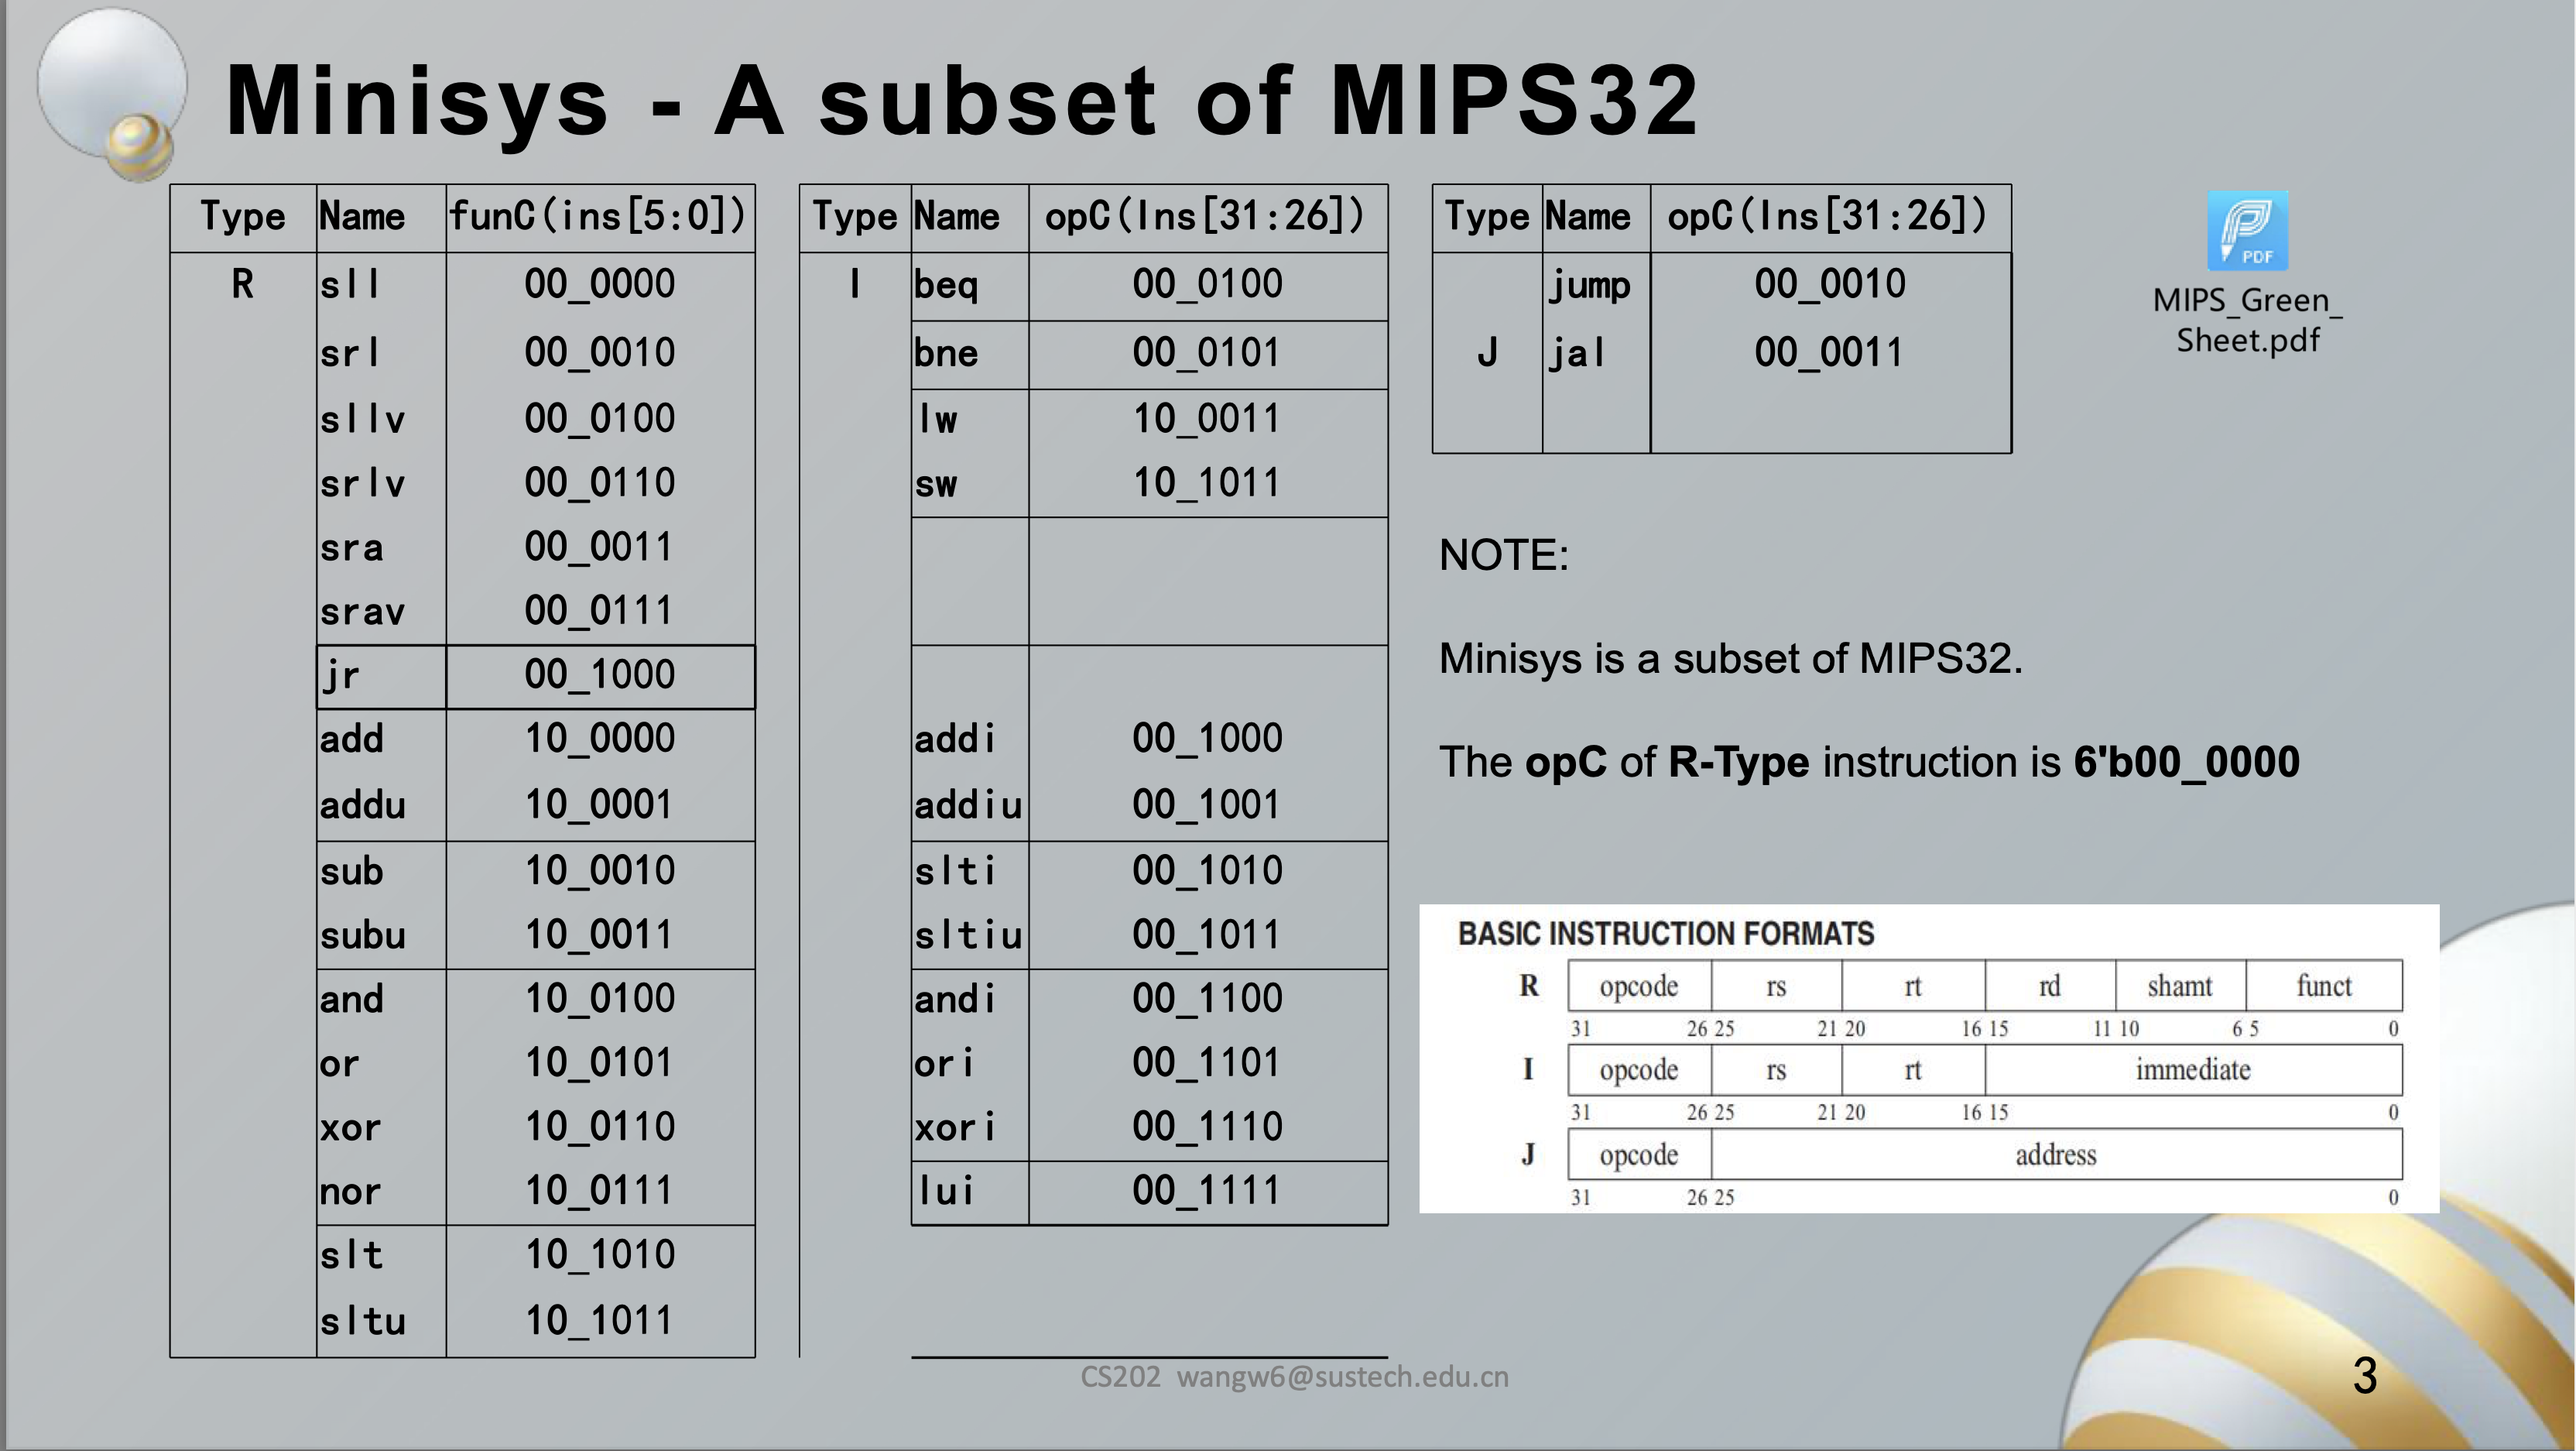 Minisys - A subset of MIPS32
Type Name funC(ins[5:0])
R sll 00_0000
srl 00_0010
sllv 00_0100
srlv 00_0110
sra 00_0011
srav 00_0111
jr 00_1000
add 10_0000
addu 10_0001
sub 10_0010
subu 10_0011
and 10_0100
or 10_0101
xor 10_0110
nor 10_0111
slt 10_1010
sltu 10_1011
Type Name opC(Ins[31:26])
I beq 00_0100
bne 00_0101
lw 10_0011
sw 10_1011
addi 00_1000
addiu 00_1001
slti 00_1010
sltiu 00_1011
andi 00_1100
ori 00_1101
xori 00_1110
lui 00_1111
Type Name opC(Ins[31:26])
jump 00_0010
J jal 00_0011
PDF
MIPS_Green_
Sheet.pdf
NOTE:
Minisys is a subset of MIPS32.
The opC of R-Type instruction is 6'b00_0000
BASIC INSTRUCTION FORMATS
R opcode rs rt rd shamt funct
31 26 25 21 20 16 15 11 10 6 5 0
I opcode rs rt immediate
31 26 25 21 20 16 15 0
J opcode address
31 26 25 0
CS202 wangw6@sustech.edu.cn
3